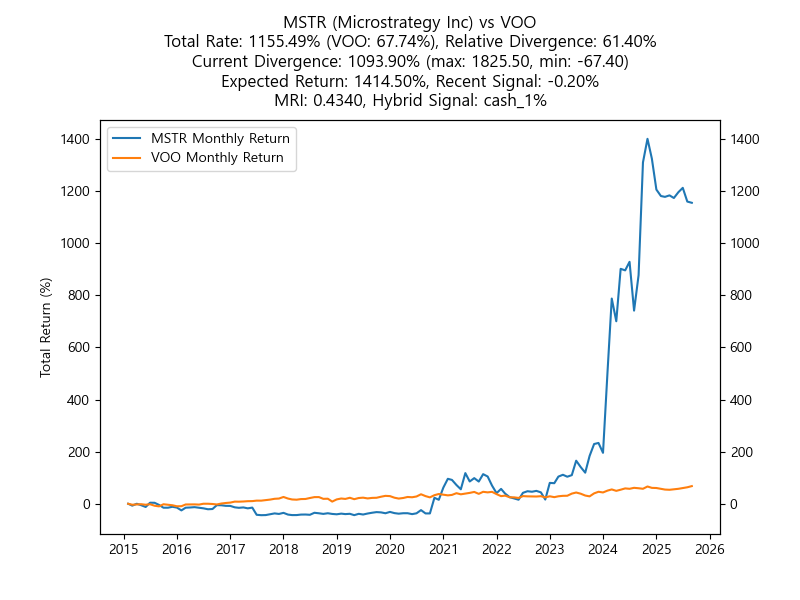 MSTR (Microstrategy Inc) vs VOO
Total Rate: 1155.49% (VOO: 67.74%), Relative Divergence: 61.40%
Current Divergence: 1093.90% (max: 1825.50, min: -67.40)
Expected Return: 1414.50%, Recent Signal: -0.20%
MRI: 0.4340, Hybrid Signal: cash_1%
MSTR Monthly Return
VOO Monthly Return
Total Return (%)
1400
1200
1000
800
600
400
200
0
1400
1200
1000
800
600
400
200
0
2015 2016 2017 2018 2019 2020 2021 2022 2023 2024 2025 2026